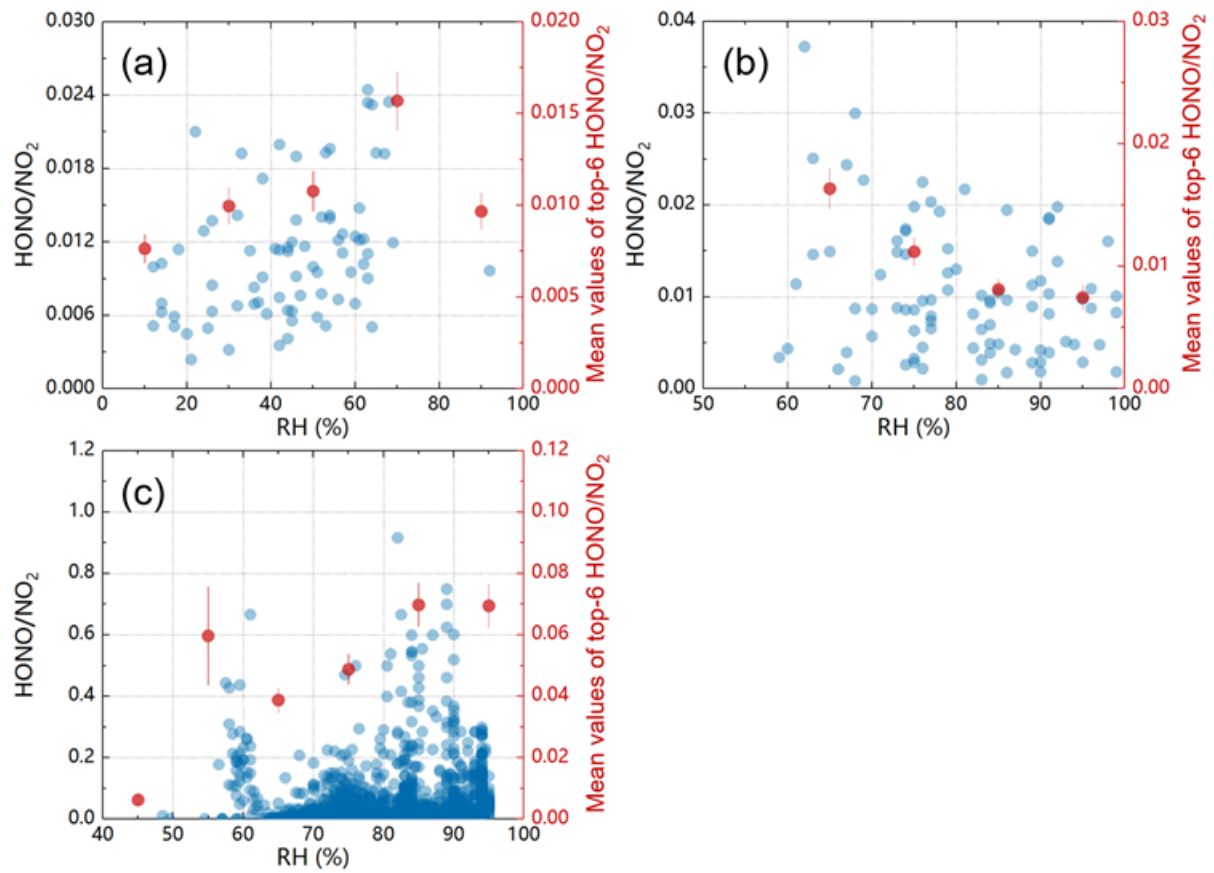 (a)
HONO/NO2
0.030
0.024
0.018
0.012
0.006
0.000
0 20 40 60 80 100
RH (%)
0.020
0.015
0.010
0.005
0.000
Mean values of top-6 HONO/NO2
(b)
HONO/NO2
0.04
0.03
0.02
0.01
0.00
50 60 70 80 90 100
RH (%)
0.03
0.02
0.01
0.00
Mean values of top-6 HONO/NO2
(c)
HONO/NO2
1.2
1.0
0.8
0.6
0.4
0.2
0.0
40 50 60 70 80 90 100
RH (%)
0.12
0.10
0.08
0.06
0.04
0.02
0.00
Mean values of top-6 HONO/NO2